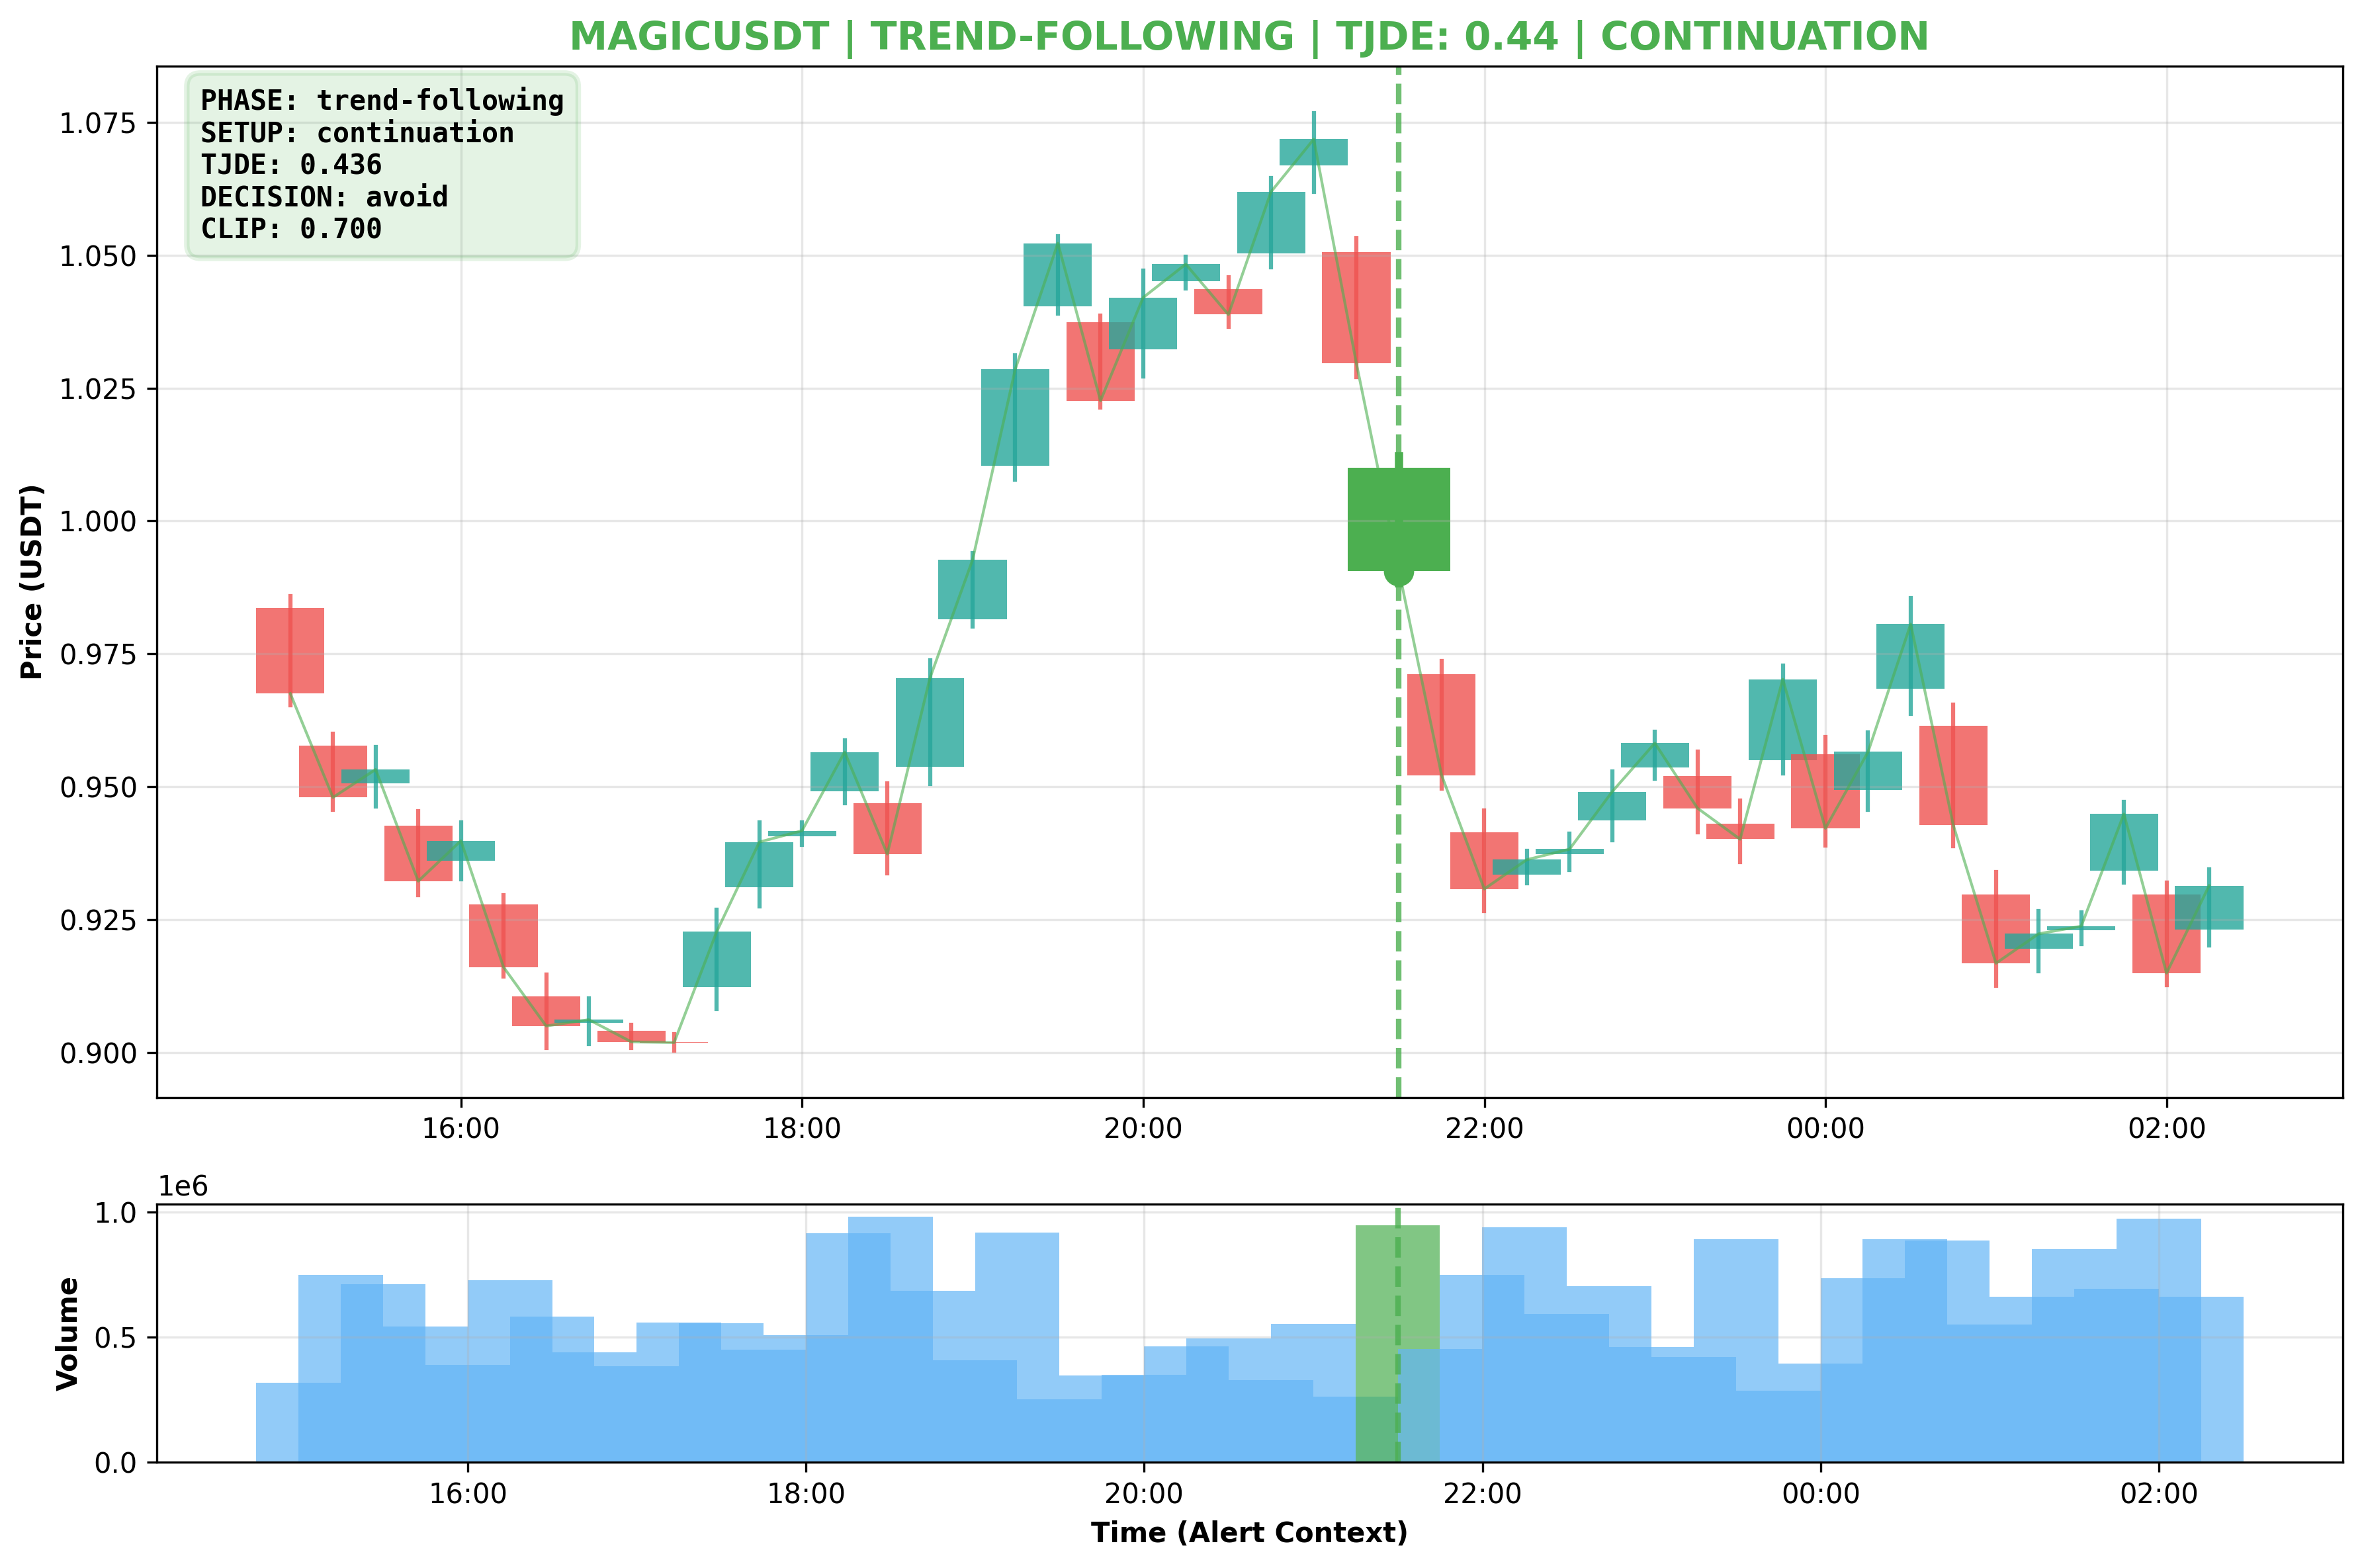 MAGICUSDT | TREND-FOLLOWING | TJDE: 0.44 | CONTINUATION
PHASE: trend-following
SETUP: continuation
TJDE: 0.436
DECISION: avoid
CLIP: 0.700
Price (USDT)
1.075
1.050
1.025
1.000
0.975
0.950
0.925
0.900
16:00 18:00 20:00 22:00 00:00 02:00
1e6
Volume
1.0
0.5
0.0
16:00 18:00 20:00 22:00 00:00 02:00
Time (Alert Context)